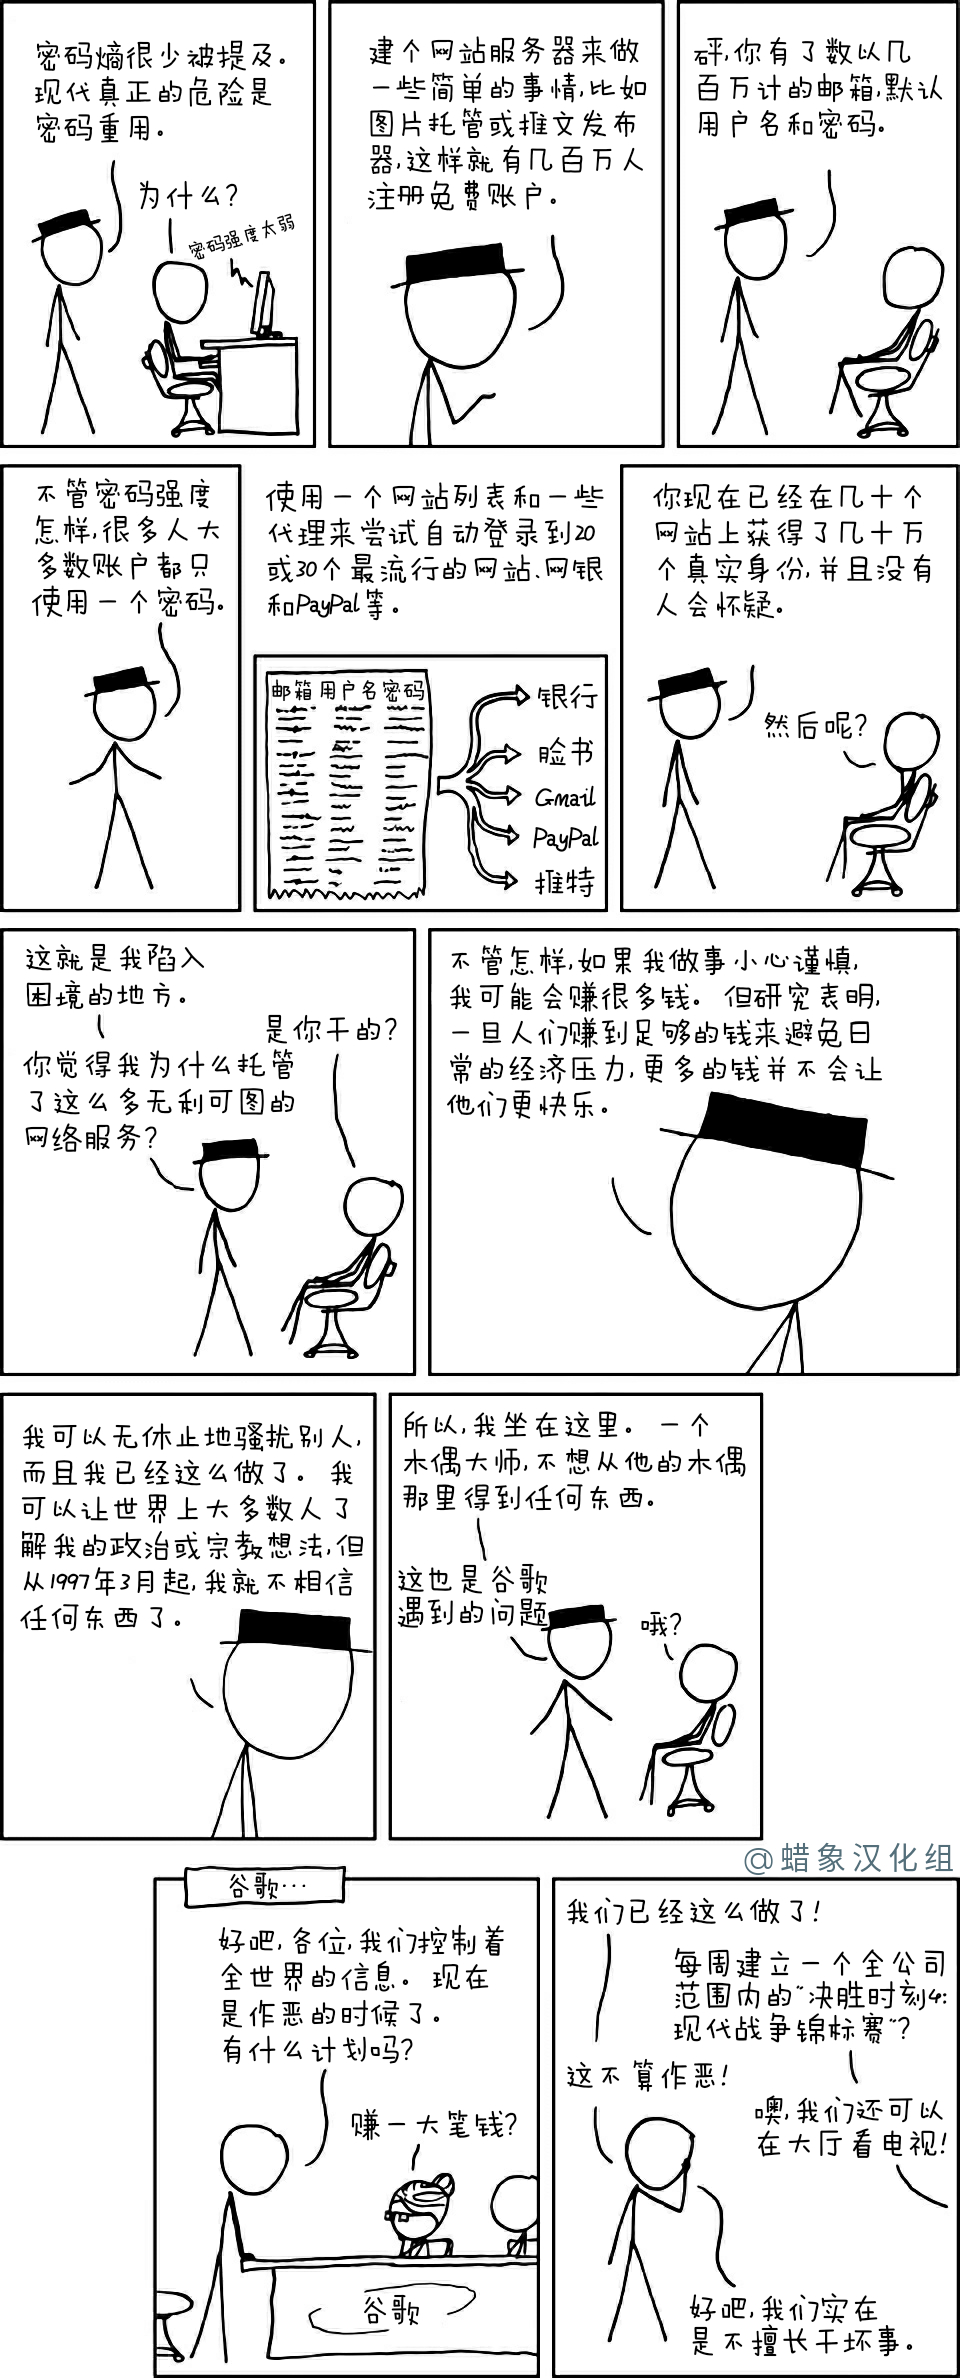 密码熵很少被提及。
现代真正的危险是
密码重用。
为什么?
密码强度太弱
建个网站服务器来做
一些简单的事情,比如
图片托管或推文发布
器,这样就有几百万人
注册免费账户。
砰,你有了数以几
百万计的邮箱,默认
用户名和密码。
不管密码强度
怎样,很多人大
多数账户都只
使用一个密码。
使用一个网站列表和一些
代理来尝试自动登录到20
或30个最流行的网站、网银
和PayPal等。
邮箱 用户名 密码
银行
脸书
Gmail
PayPal
推特
你现在已经在几十个
网站上获得了几十万
个真实身份,并且没有
人会怀疑。
然后呢?
这就是我陷入
困境的地方。
是你干的?
你觉得我为什么托管
了这么多无利可图的
网络服务?
不管怎样,如果我做事小心谨慎,
我可能会赚很多钱。但研究表明,
一旦人们赚到足够的钱来避免日
常的经济压力,更多的钱并不会让
他们更快乐。
我可以无休止地骚扰别人,
而且我已经这么做了。我
可以让世界上大多数人了
解我的政治或宗教想法,但
从1997年3月起,我就不相信
任何东西了。
所以,我坐在这里。一个
木偶大师,不想从他的木偶
那里得到任何东西。
这也是谷歌
遇到的问题
哦?
@蜡象汉化组
谷歌…
好吧,各位,我们控制着
全世界的信息。现在
是作恶的时候了。
有什么计划吗?
赚一大笔钱?
谷歌
我们已经这么做了!
每周建立一个全公司
范围内的“决胜时刻4:
现代战争锦标赛”?
这不算作恶!
噢,我们还可以
在大厅看电视!
好吧,我们实在
是不擅长干坏事。